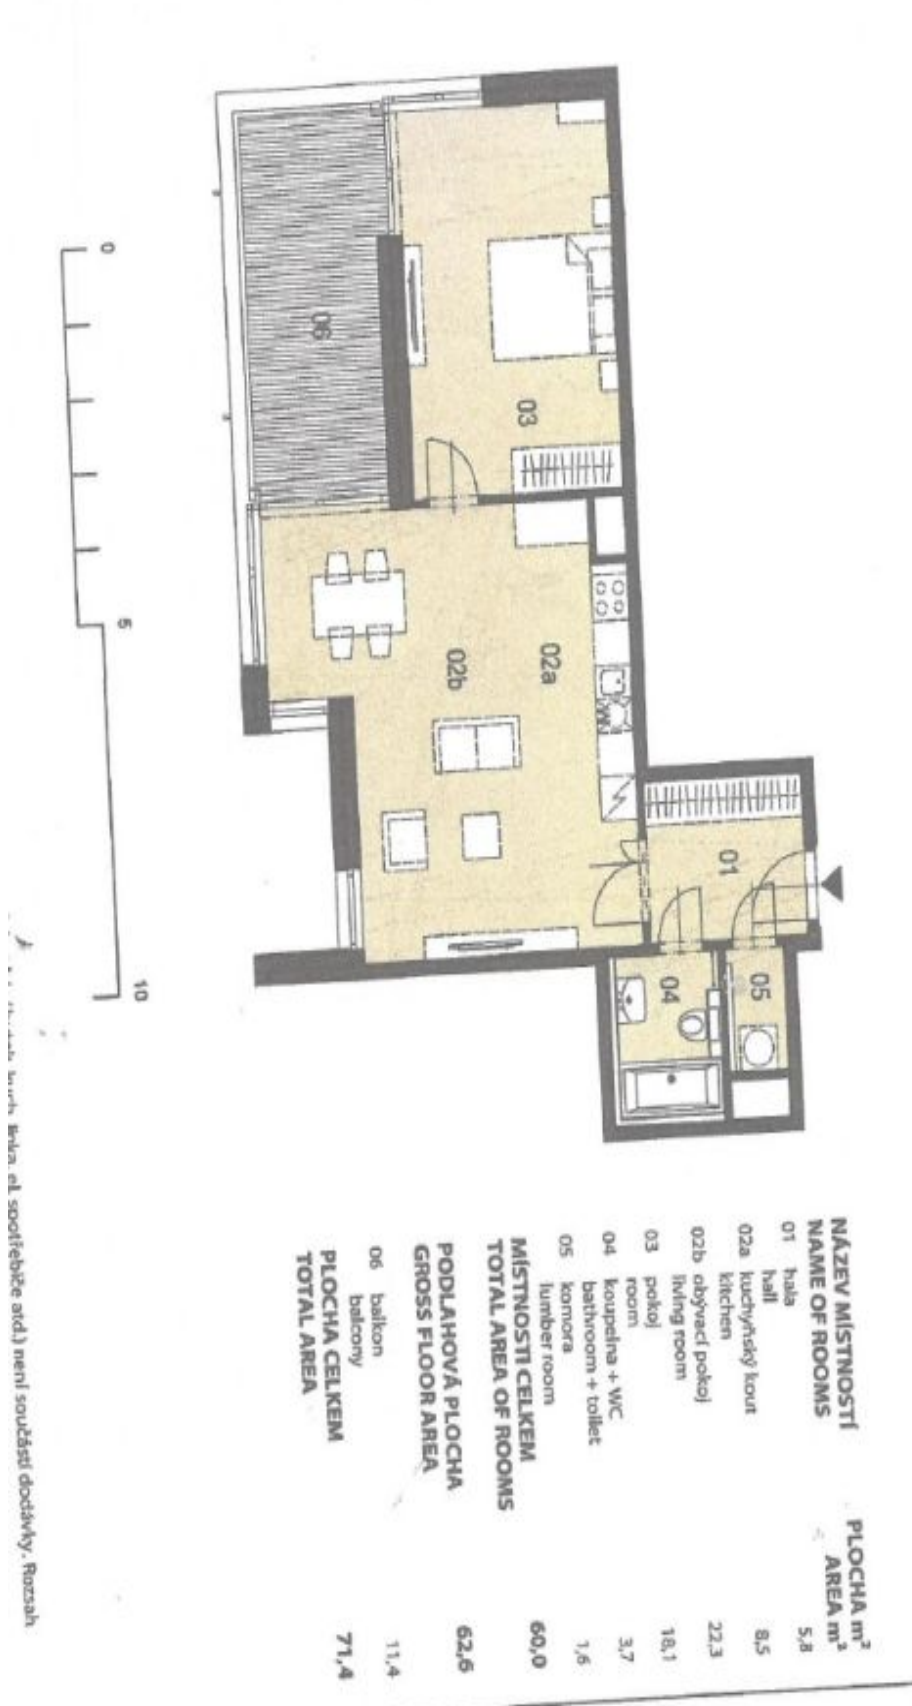 03
02a
01
05
04
02b
06
0
5
10
NÁZEV MÍSTNOSTÍ PLOCHA m²
NAME OF ROOMS AREA m²
01 hala 5,8
hall
02a kuchyňský kout 8,5
kitchen
02b obývací pokoj 22,3
living room
03 pokoj 18,1
room
04 koupelna + WC 3,7
bathroom + toilet
05 komora 1,6
lumber room
MÍSTNOSTI CELKEM 60,0
TOTAL AREA OF ROOMS
PODLAHOVÁ PLOCHA 62,6
GROSS FLOOR AREA
06 balkon 11,4
balcony
PLOCHA CELKEM 71,4
TOTAL AREA
spotřebiče atd.) není součástí dodávky. Rozsah